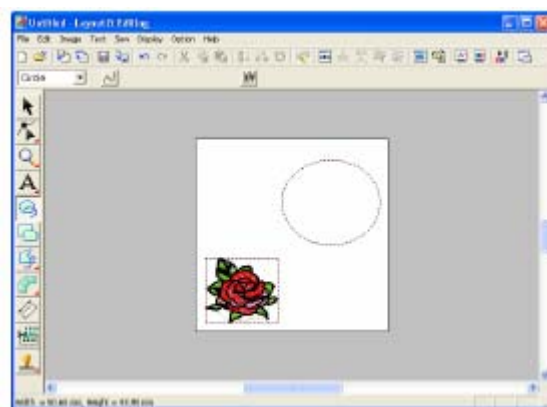 Untitled - Layout & Editing
File Edit Image Text Sew Display Option Help
Circle
A